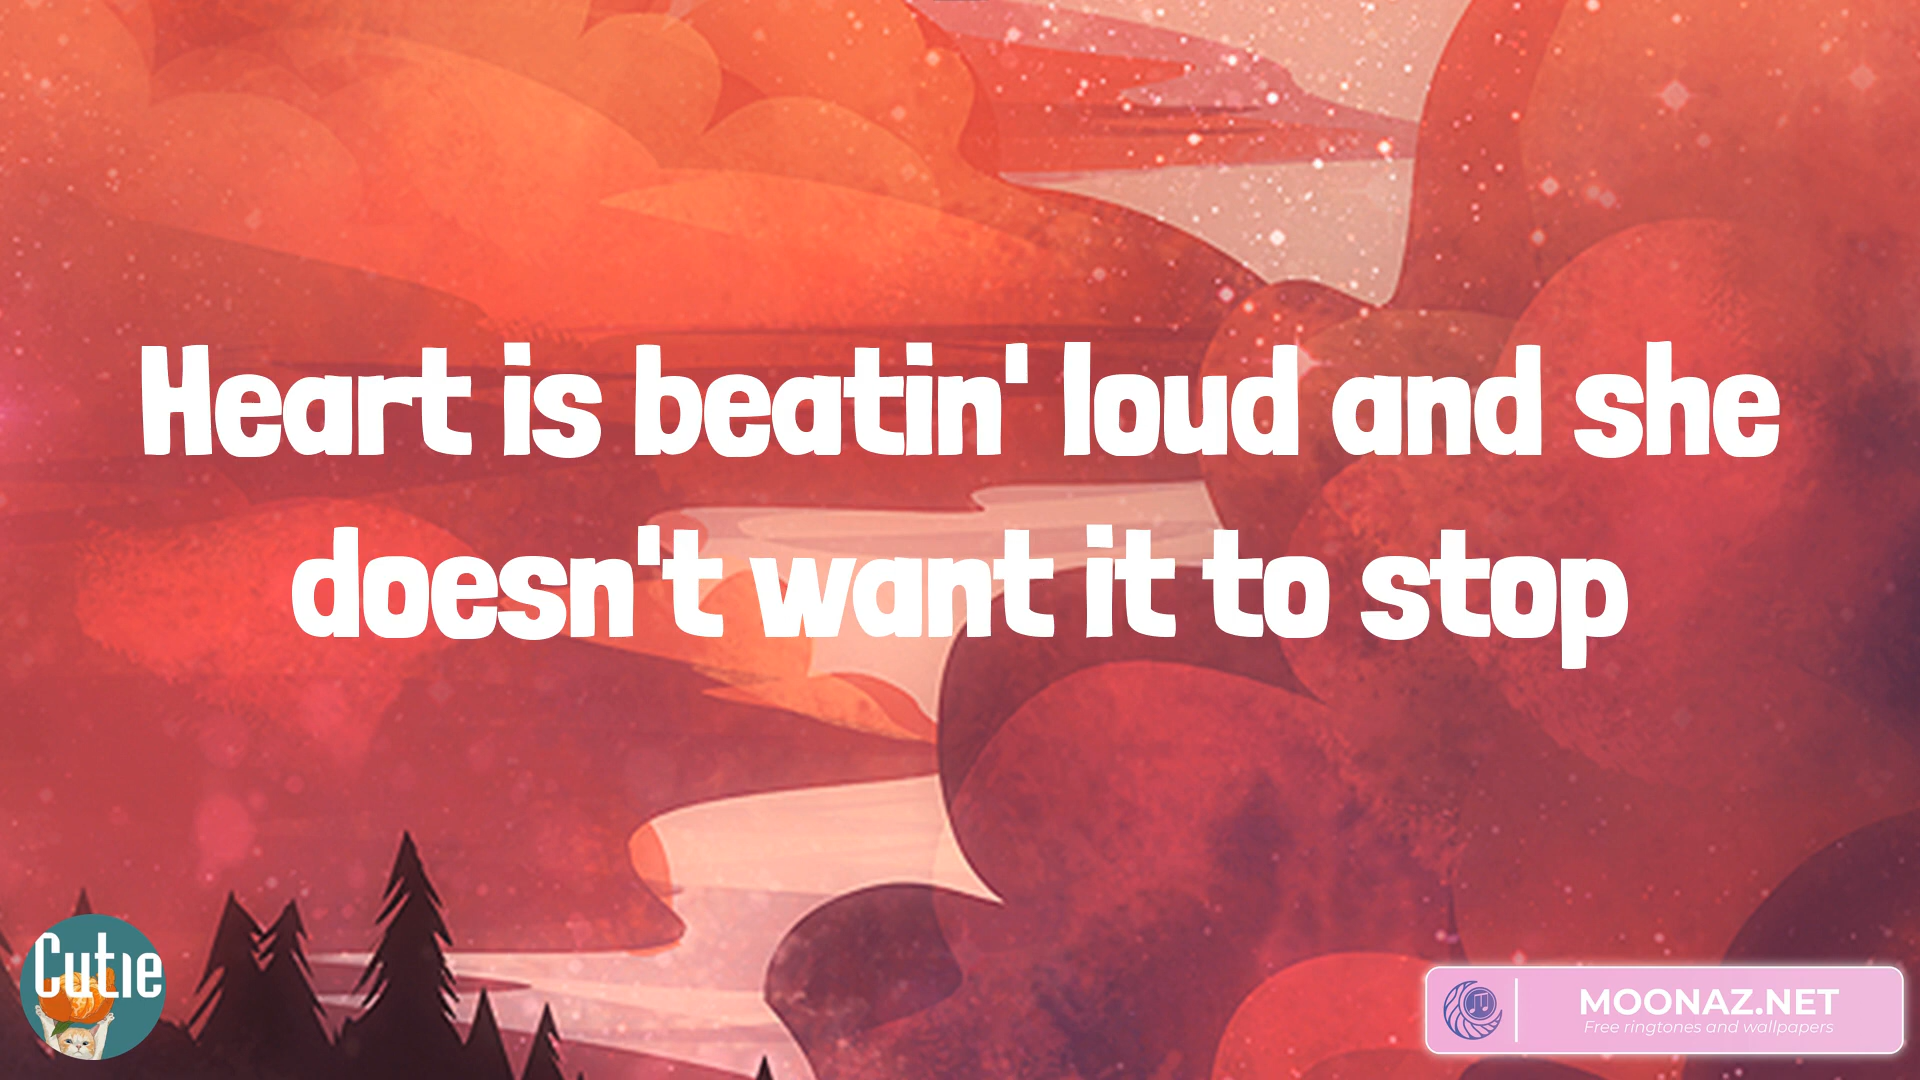 Heart is beatin' loud and she
doesn't want it to stop
Cutie
MOONAZ.NET
Free ringtones and wallpapers